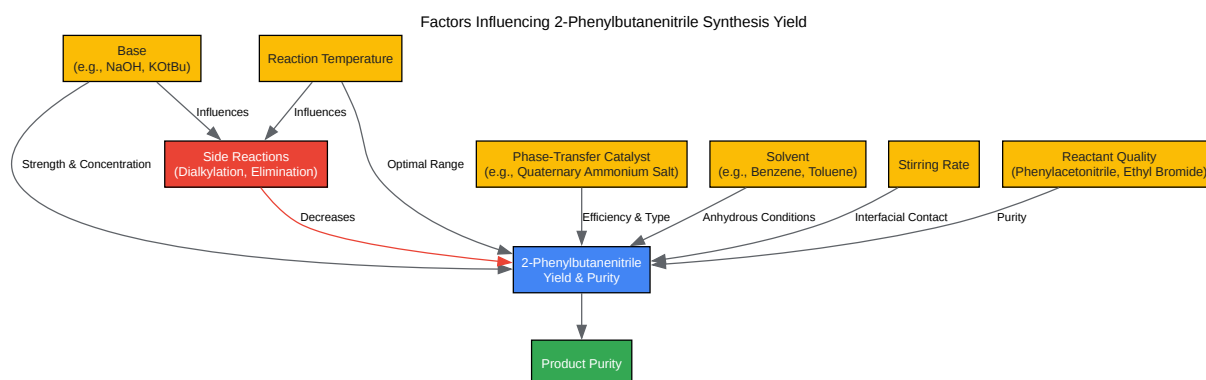 Factors Influencing 2-Phenylbutanenitrile Synthesis Yield
Base
(e.g., NaOH, KOtBu)
Reaction Temperature
Influences
Influences
Strength & Concentration
Side Reactions
(Dialkylation, Elimination)
Optimal Range
Phase-Transfer Catalyst
(e.g., Quaternary Ammonium Salt)
Solvent
(e.g., Benzene, Toluene)
Stirring Rate
Reactant Quality
(Phenylacetonitrile, Ethyl Bromide)
Decreases
Efficiency & Type
Anhydrous Conditions
Interfacial Contact
Purity
2-Phenylbutanenitrile
Yield & Purity
Product Purity